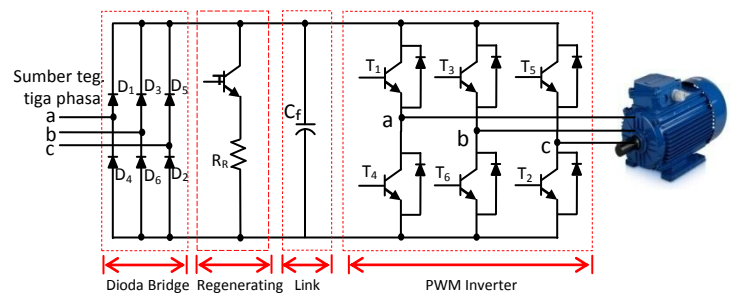 Sumber teg.
tiga phasa
a
b
c
D1 D3 D5
D4 D6 D2
RR
Cf
T1 T3 T5
a
b
c
T4 T6 T2
Dioda Bridge Regenerating Link PWM Inverter